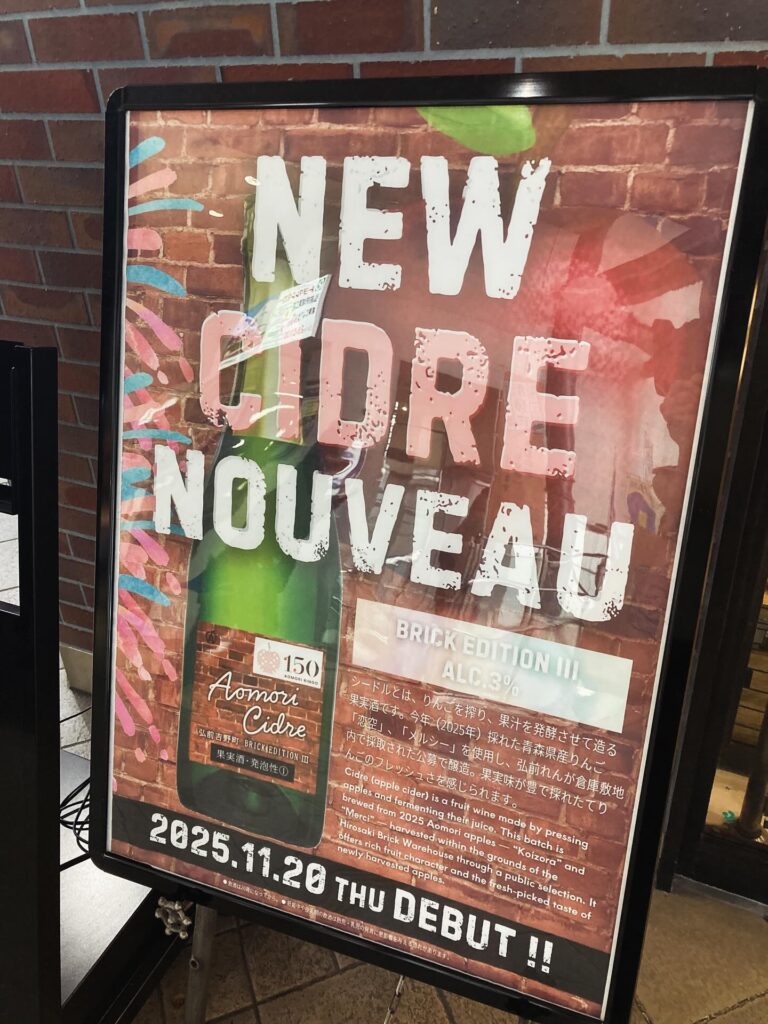 NEW
CIDRE
NOUVEAU
BRICK EDITION III
ALC.3%
シードルとは、りんごを搾り、果汁を発酵させて造る
果実酒です。今年（2025年）採れた青森県産りんご
「恋空」、「メルシー」を使用し、弘前れんが倉庫敷地
内で採取された公募で醸造。果実味が豊で採れたてり
んごのフレッシュさを感じられます。
Cidre (apple cider) is a fruit wine made by pressing
apples and fermenting their juice. This batch is
brewed from 2025 Aomori apples — "Koizora" and
"Merci" — harvested within the grounds of the
Hirosaki Brick Warehouse through a public selection. It
offers rich fruit character and the fresh-picked taste of
newly harvested apples.
150
AOMORI RINGO
Aomori
Cidre
弘前吉野町 BRICK EDITION III
果実酒・発泡性①
2025.11.20 THU DEBUT !!